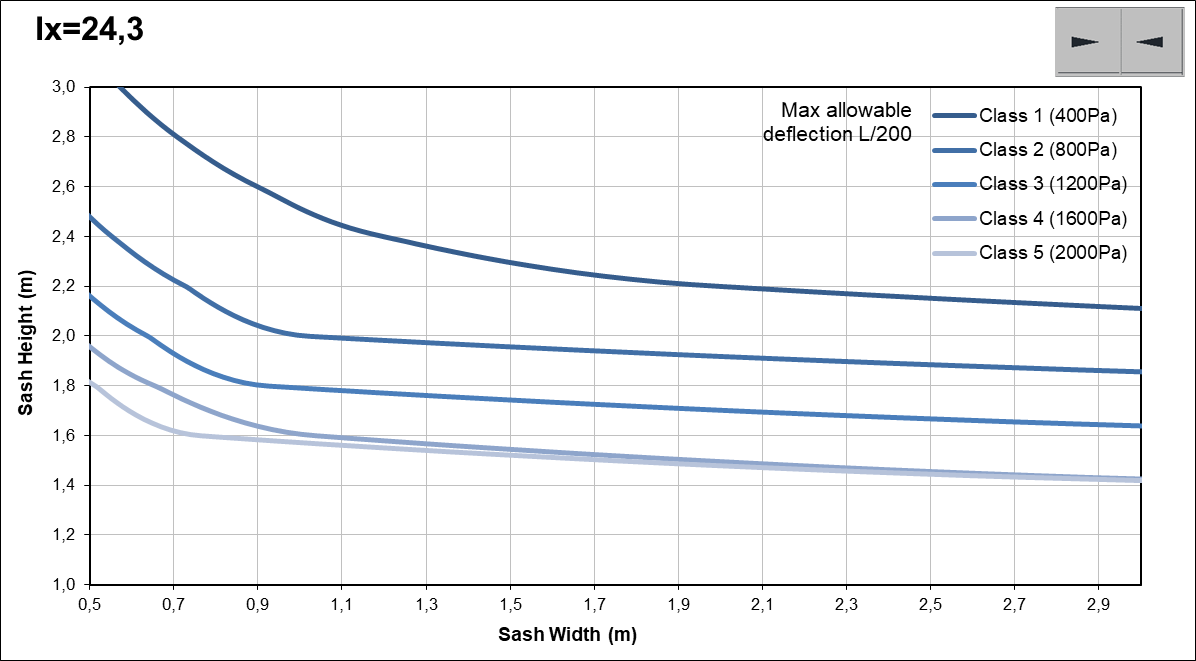 Ix=24,3
Max allowable
deflection L/200
Class 1 (400Pa)
Class 2 (800Pa)
Class 3 (1200Pa)
Class 4 (1600Pa)
Class 5 (2000Pa)
Sash Height (m)
3,0
2,8
2,6
2,4
2,2
2,0
1,8
1,6
1,4
1,2
1,0
0,5 0,7 0,9 1,1 1,3 1,5 1,7 1,9 2,1 2,3 2,5 2,7 2,9
Sash Width (m)